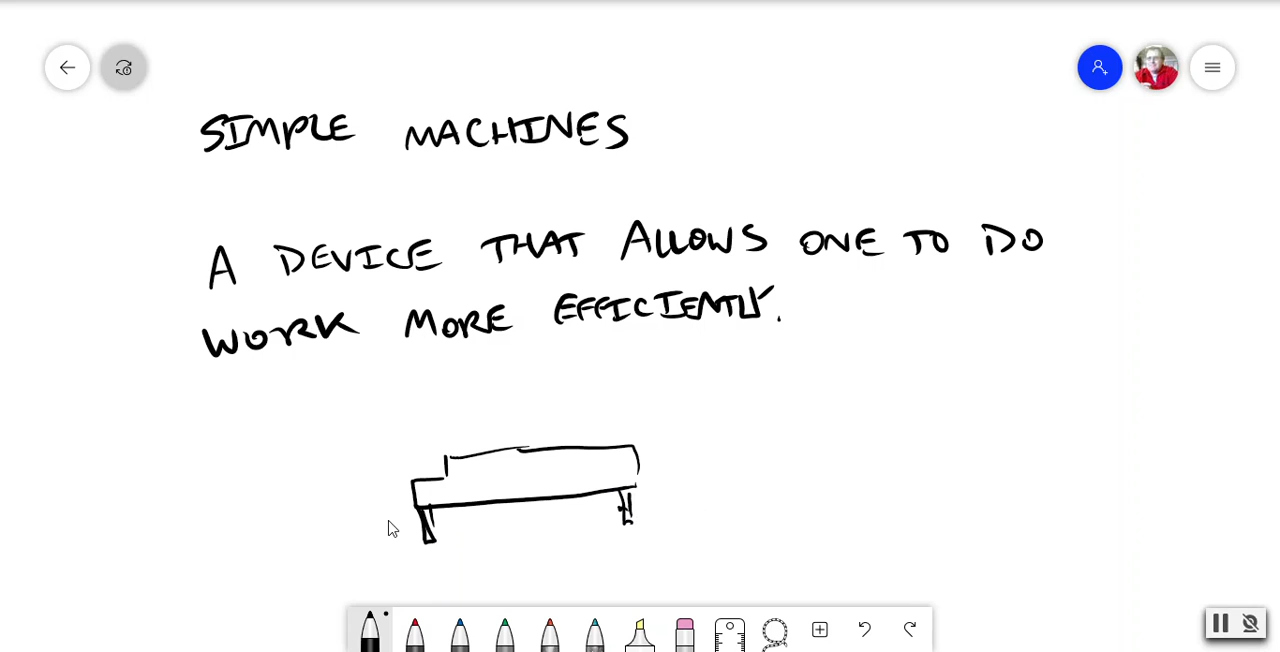 SIMPLE MACHINES
A DEVICE THAT ALLOWS ONE TO DO
WORK MORE EFFICIENTLY.